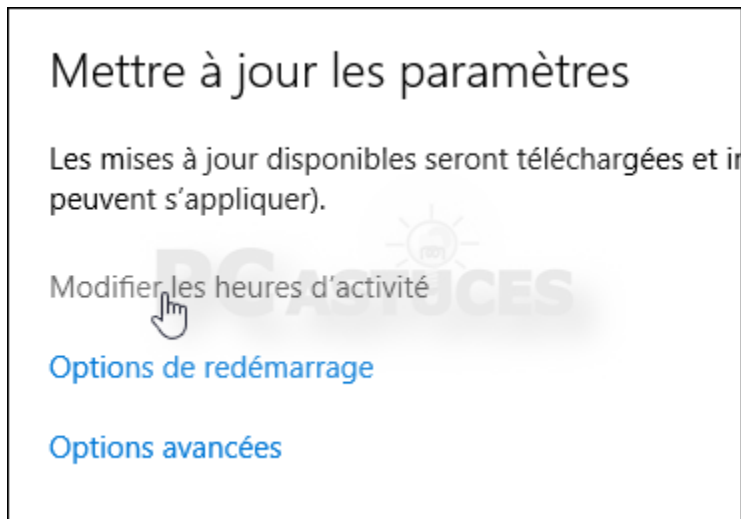 Mettre à jour les paramètres
Les mises à jour disponibles seront téléchargées et
peuvent s'appliquer).
PC ASTUCES
Modifier les heures d'activité
Options de redémarrage
Options avancées